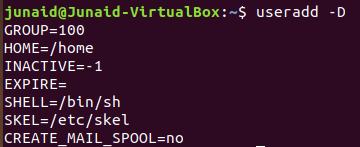 junaid@Junaid-VirtualBox:~$ useradd -D
GROUP=100
HOME=/home
INACTIVE=-1
EXPIRE=
SHELL=/bin/sh
SKEL=/etc/skel
CREATE_MAIL_SPOOL=no